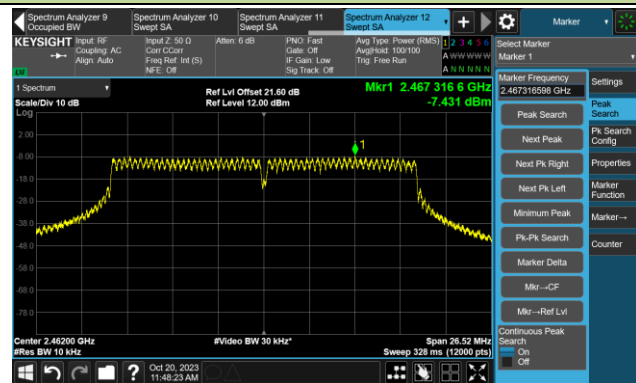 Spectrum Analyzer 9
Occupied BW
Spectrum Analyzer 10
Swept SA
Spectrum Analyzer 11
Swept SA
Spectrum Analyzer 12
Swept SA
Marker
KEYSIGHT
Input: RF
Coupling: AC
Align: Auto
Input Z: 50 Ω
Corr CCorr
Freq Ref: Int (S)
NFE: Off
Atten: 6 dB
PNO: Fast
Gate: Off
IF Gain: Low
Sig Track: Off
Avg Type: Power (RMS)
Avg|Hold: 100/100
Trig: Free Run
1 2 3 4 5 6
A W W W W W
A N N N N N
LXI
1 Spectrum
Scale/Div 10 dB
Log
Ref Lvl Offset 21.60 dB
Ref Level 12.00 dBm
Mkr1 2.467 316 6 GHz
-7.431 dBm
2.00
-8.00
-18.0
-28.0
-38.0
-48.0
-58.0
-68.0
-78.0
1
Center 2.46200 GHz
#Res BW 10 kHz
#Video BW 30 kHz*
Span 26.52 MHz
Sweep 328 ms (12000 pts)
Select Marker
Marker 1
Marker Frequency
2.467316598 GHz
Peak Search
Next Peak
Next Pk Right
Next Pk Left
Minimum Peak
Pk-Pk Search
Marker Delta
Mkr→CF
Mkr→Ref Lvl
Continuous Peak
Search
On
Off
Settings
Peak
Search
Pk Search
Config
Properties
Marker
Function
Marker→
Counter
?
Oct 20, 2023
11:48:23 AM